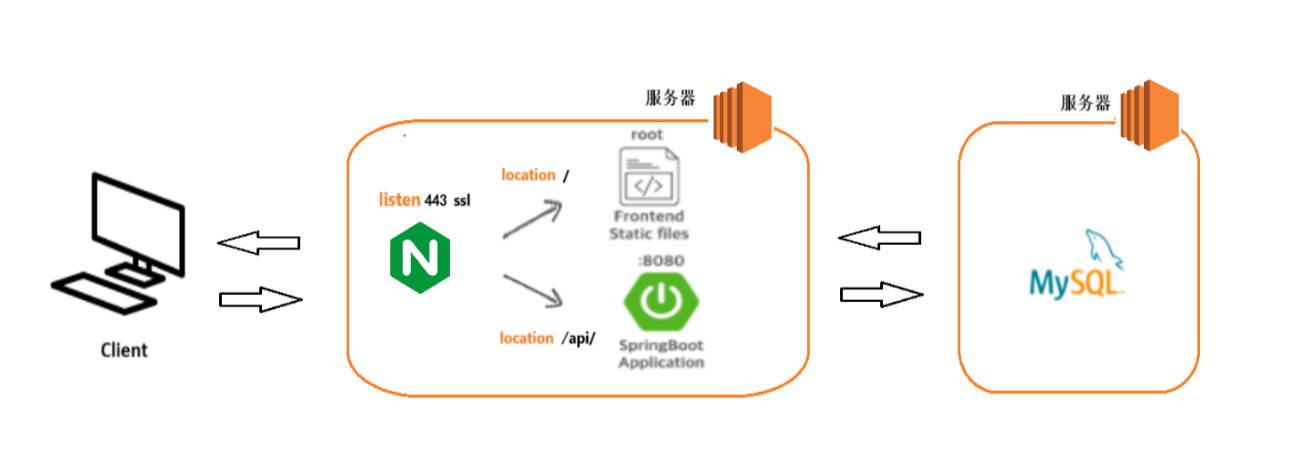 服务器
服务器
root
location /
listen 443 ssl
N
</>
Frontend
Static files
:8080
MySQL
location /api/
SpringBoot
Application
Client